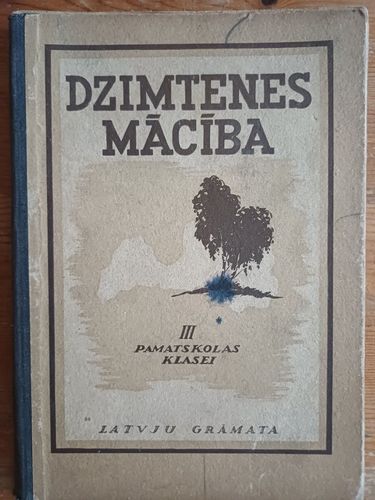 DZIMTENES
MĀCĪBA
III
PAMATSKOLAS
KLASEI
LATVJU GRĀMATA